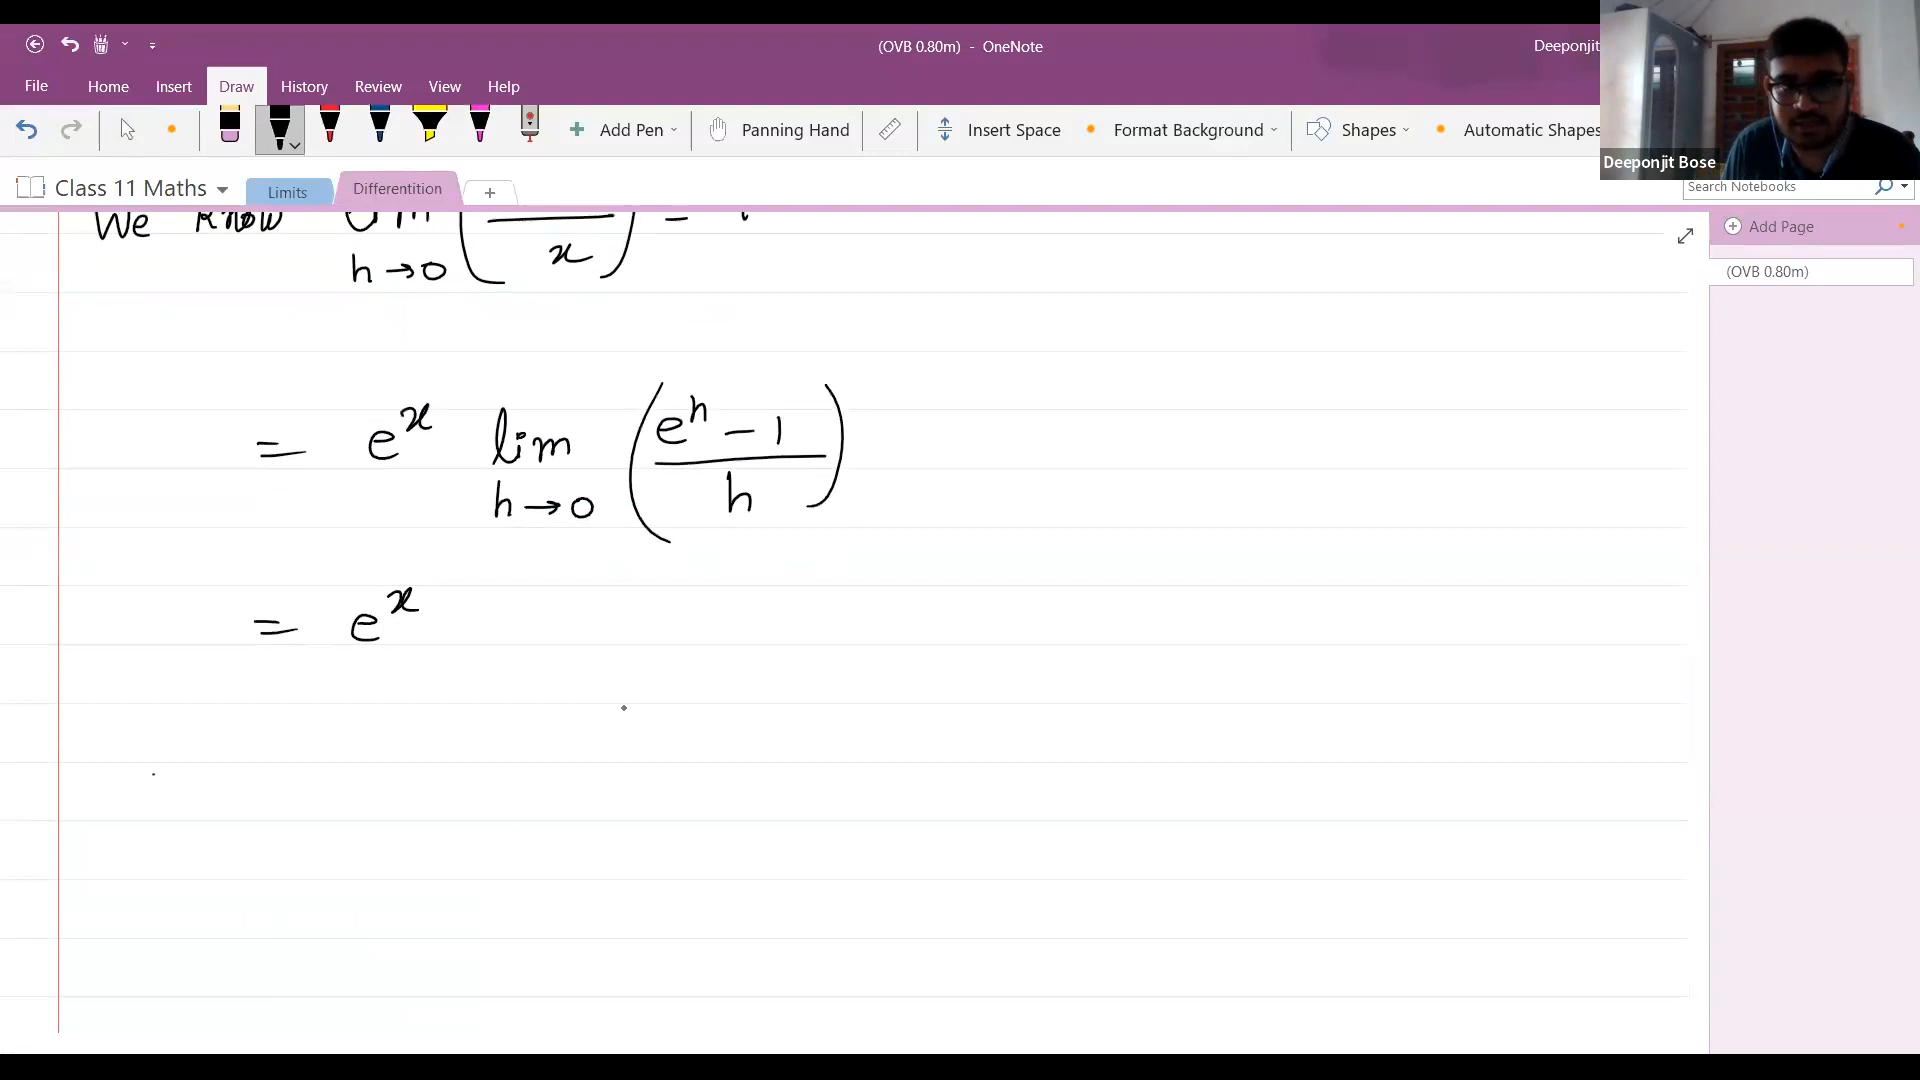 (OVB 0.80m) - OneNote
Deeponjit
File Home Insert Draw History Review View Help
Add Pen Panning Hand Insert Space Format Background Shapes Automatic Shapes
Deeponjit Bose
Class 11 Maths Limits Differentition +
Search Notebooks
Add Page
(OVB 0.80m)
We know lim
h→0 ( / x ) =
= e^x lim h→0 ((e^h - 1)/h)
= e^x